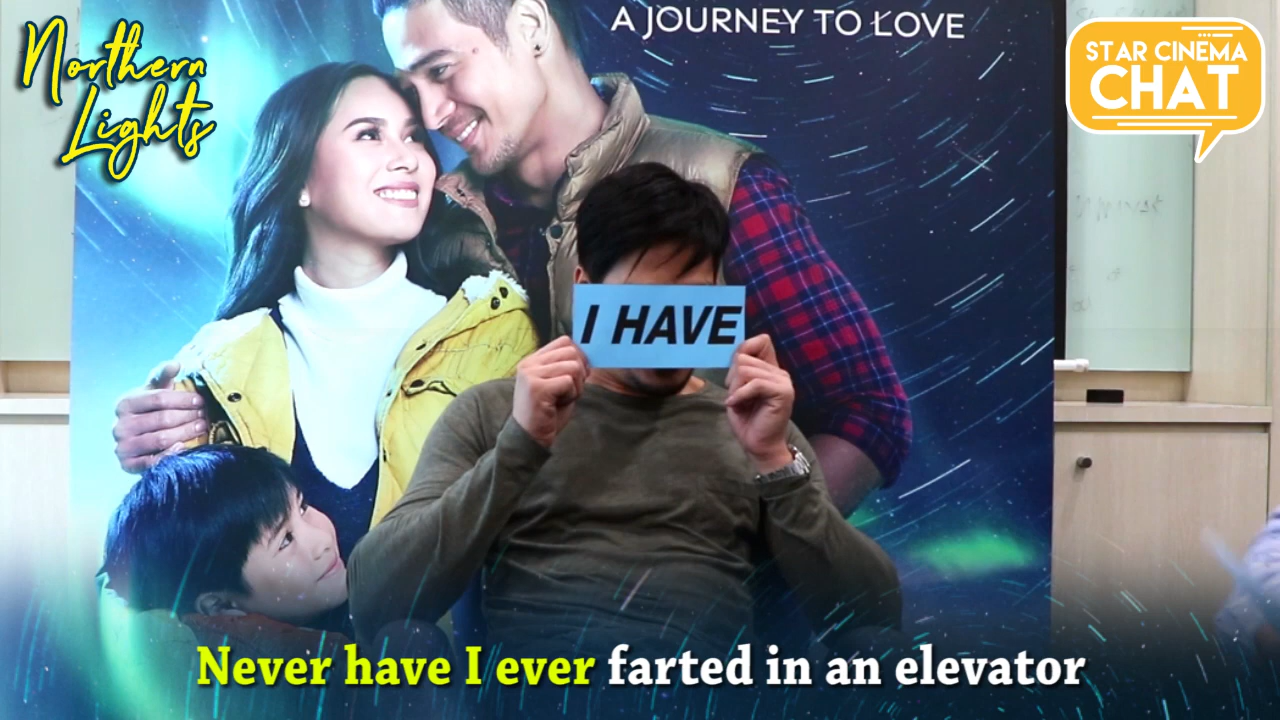 Northern
Lights
A JOURNEY TO LOVE
STAR CINEMA
CHAT
I HAVE
Never have I ever farted in an elevator